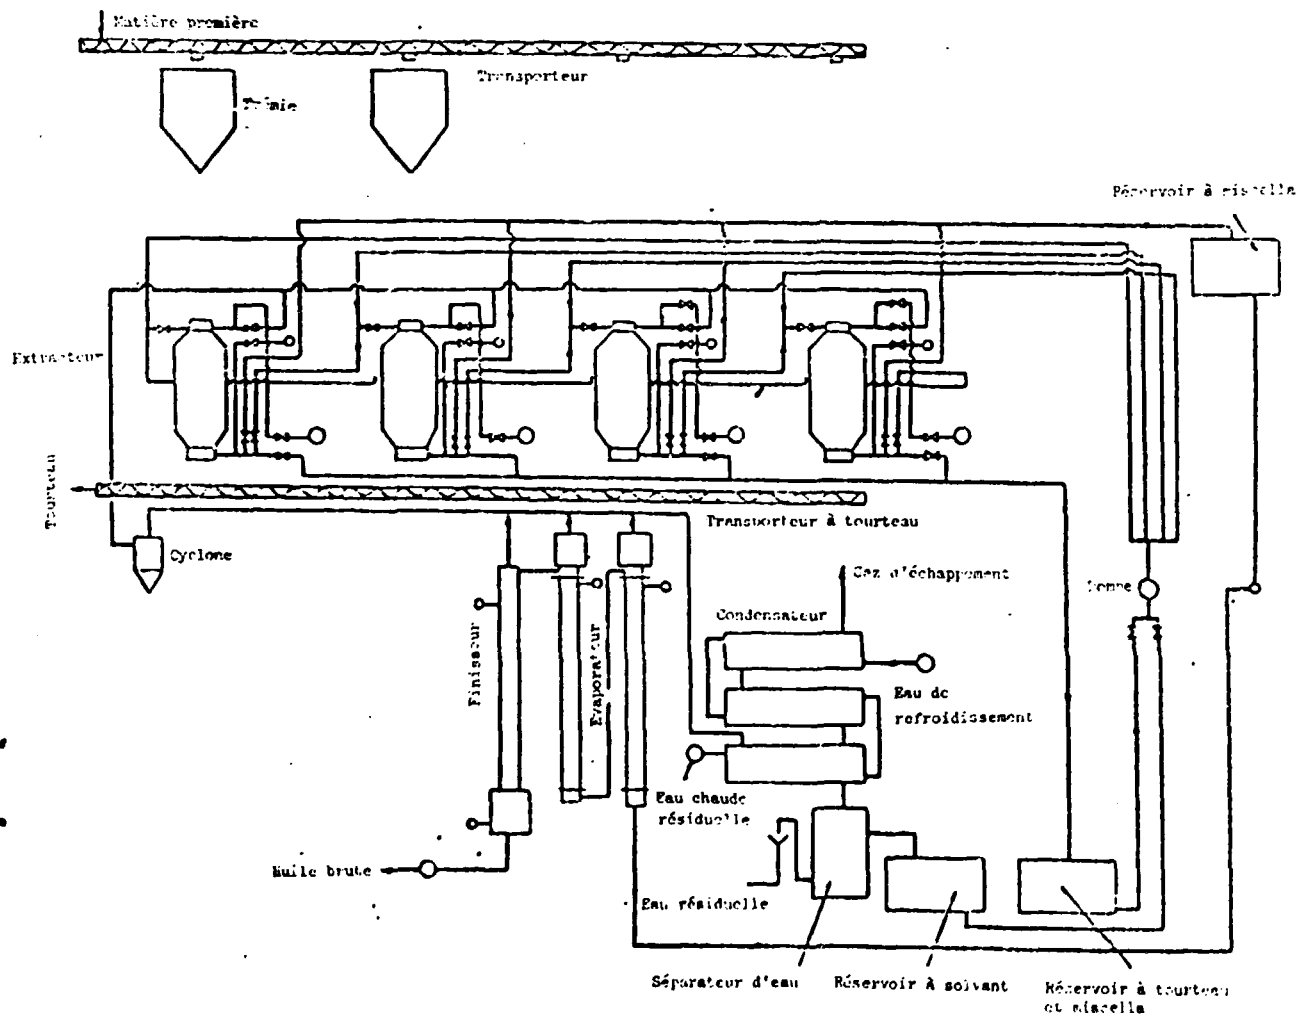 Matière première
Transporteur
Trémie
Réservoir à miscella
Extracteur
Tourteau
Transporteur à tourteau
Cyclone
Gaz d'échappement
Pompe
Condensateur
Finisseur
Evaporateur
Eau de
refroidissement
Eau chaude
résiduelle
Huile brute
Eau résiduelle
Séparateur d'eau
Réservoir à solvant
Réservoir à tourteau
et miscella